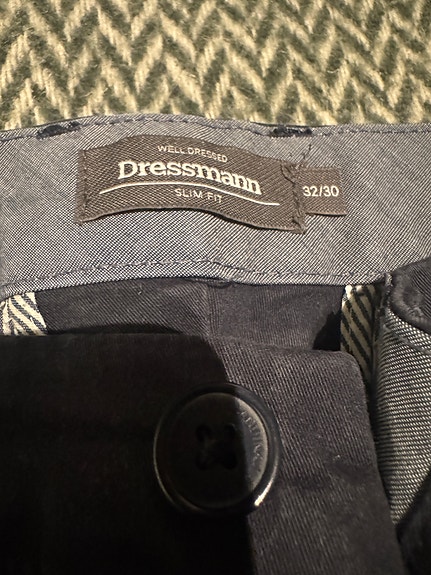 WELL DRESSED
Dressmann
SLIM FIT
32/30